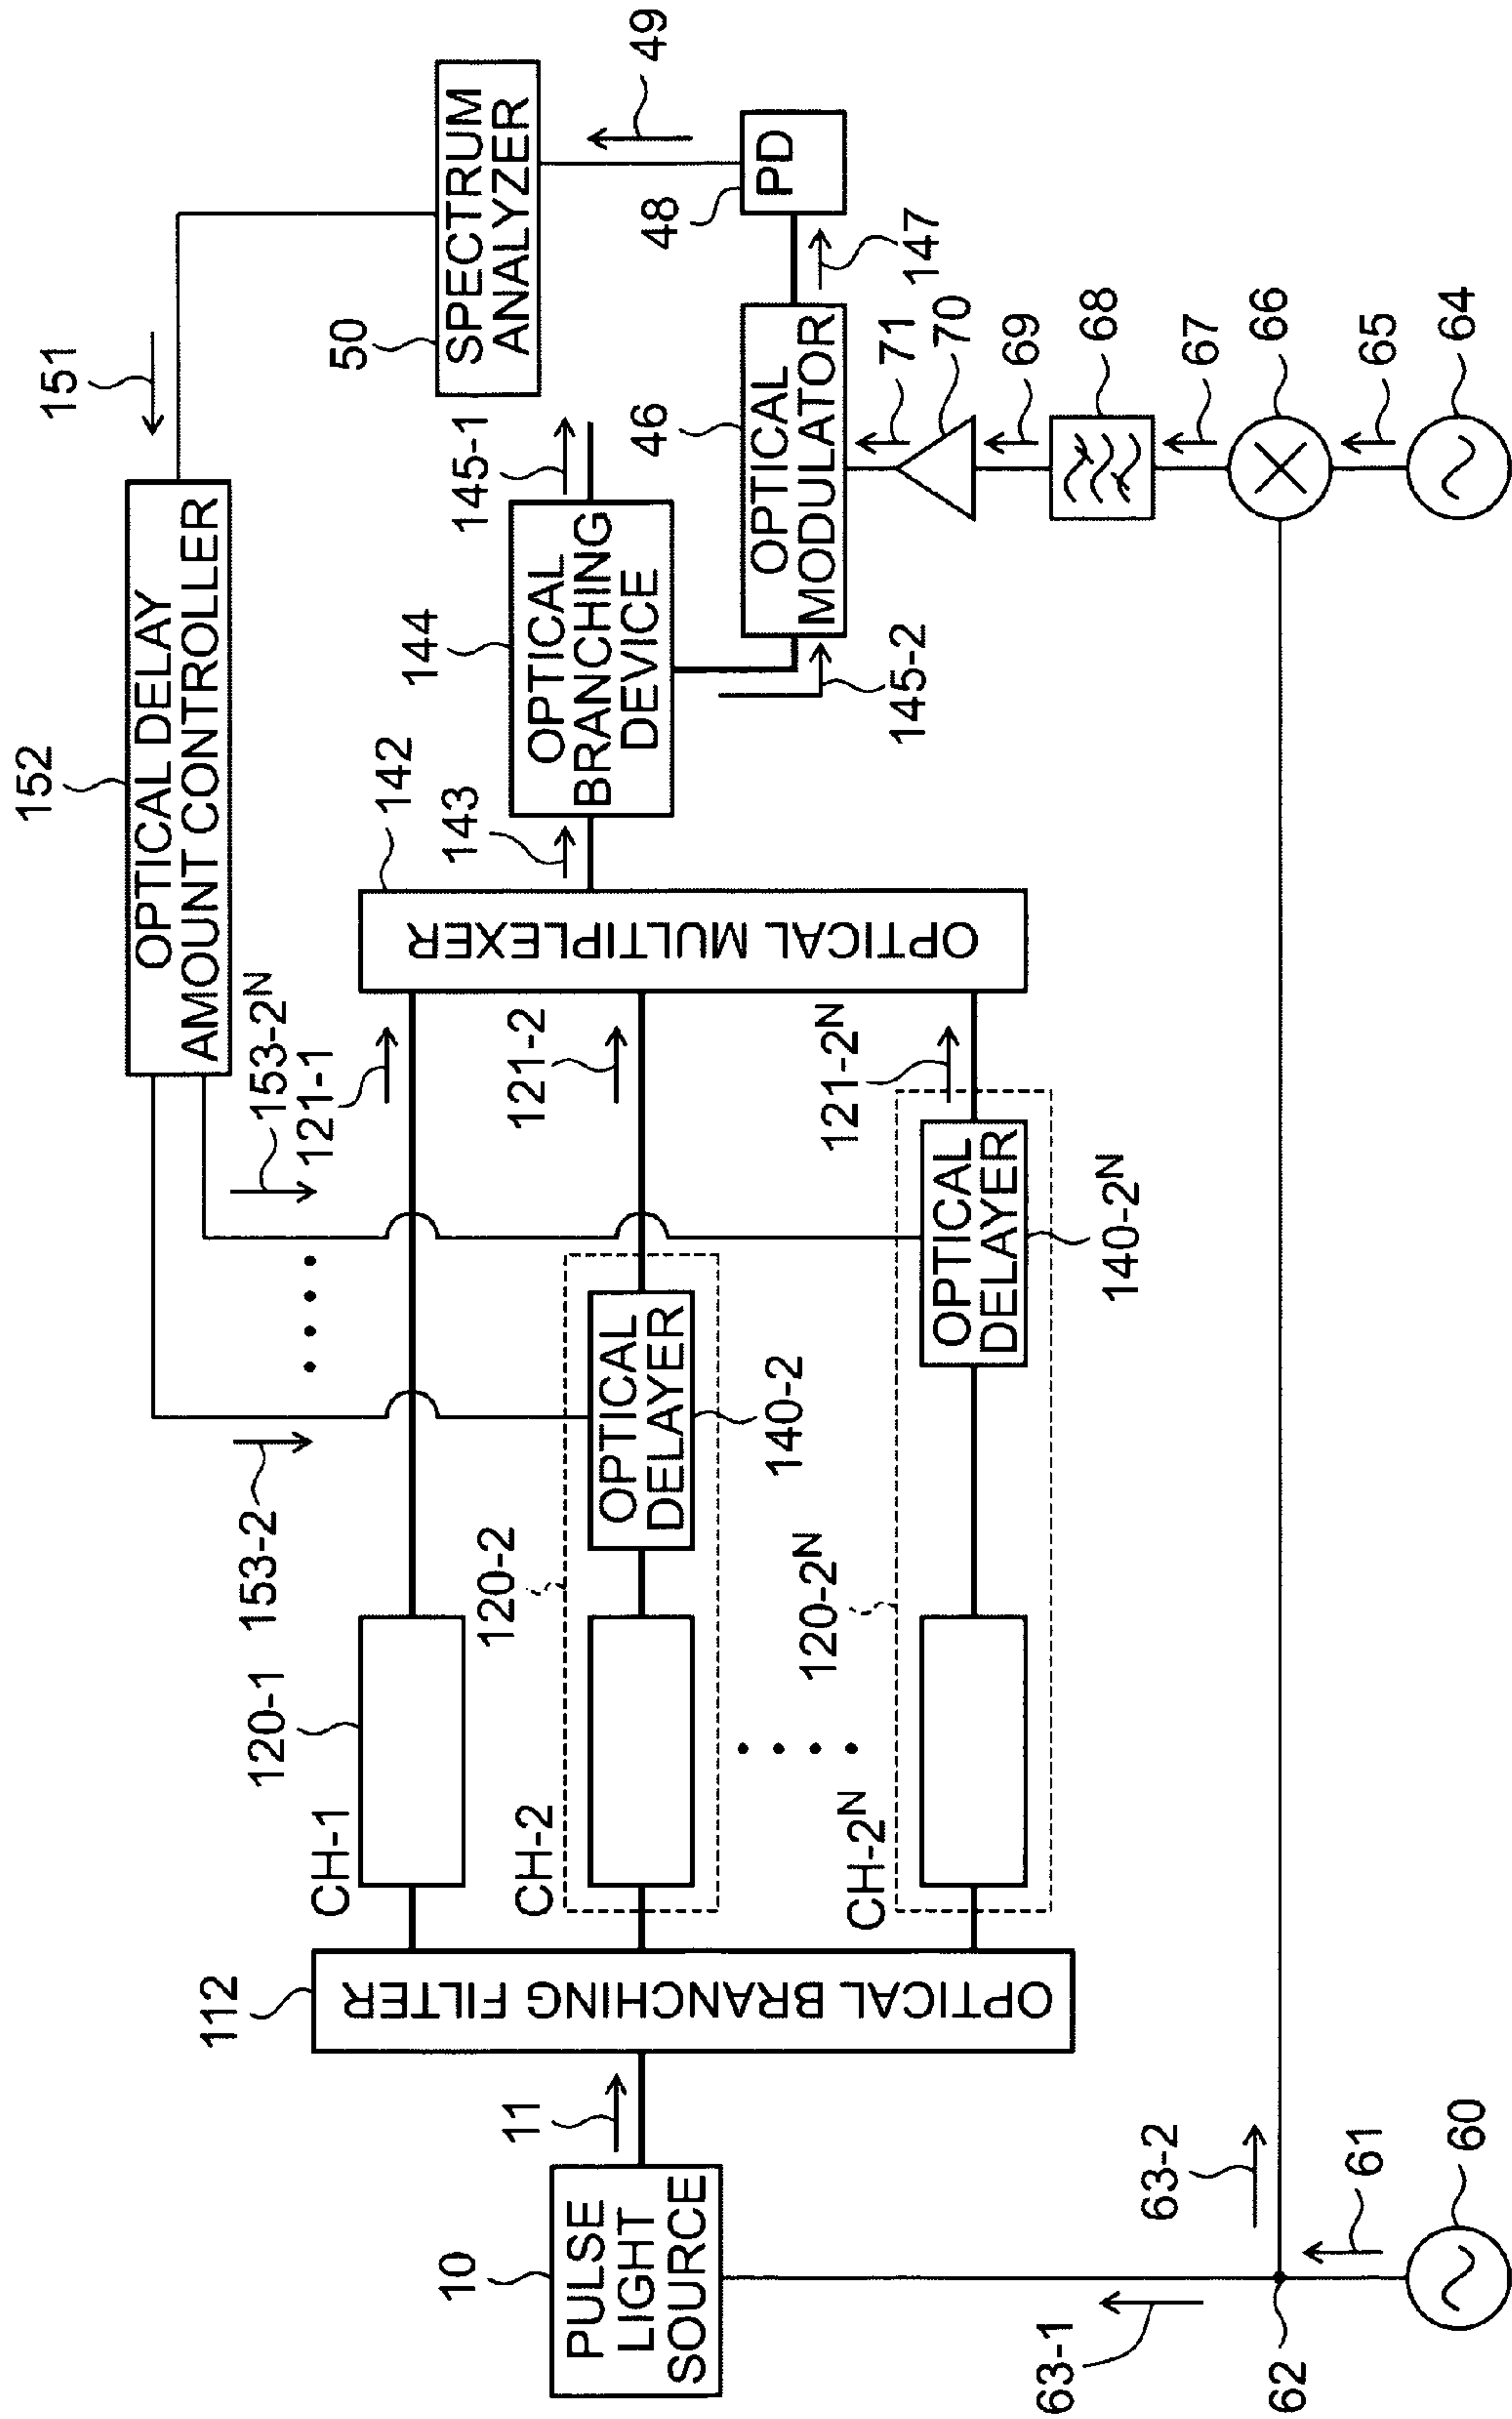 152
OPTICAL DELAY
AMOUNT CONTROLLER
151
50
SPECTRUM
ANALYZER
49
153-2
153-2ᴺ
121-1
120-1
CH-1
112
OPTICAL BRANCHING FILTER
10
PULSE
LIGHT
SOURCE
11
CH-2
120-2
OPTICAL
DELAYER
140-2
121-2
CH-2ᴺ
120-2ᴺ
OPTICAL
DELAYER
140-2ᴺ
121-2ᴺ
142
OPTICAL MULTIPLEXER
143
144
OPTICAL
BRANCHING
DEVICE
145-1
145-2
46
OPTICAL
MODULATOR
147
48
PD
71
70
69
68
67
66
65
64
63-1
63-2
62
61
60